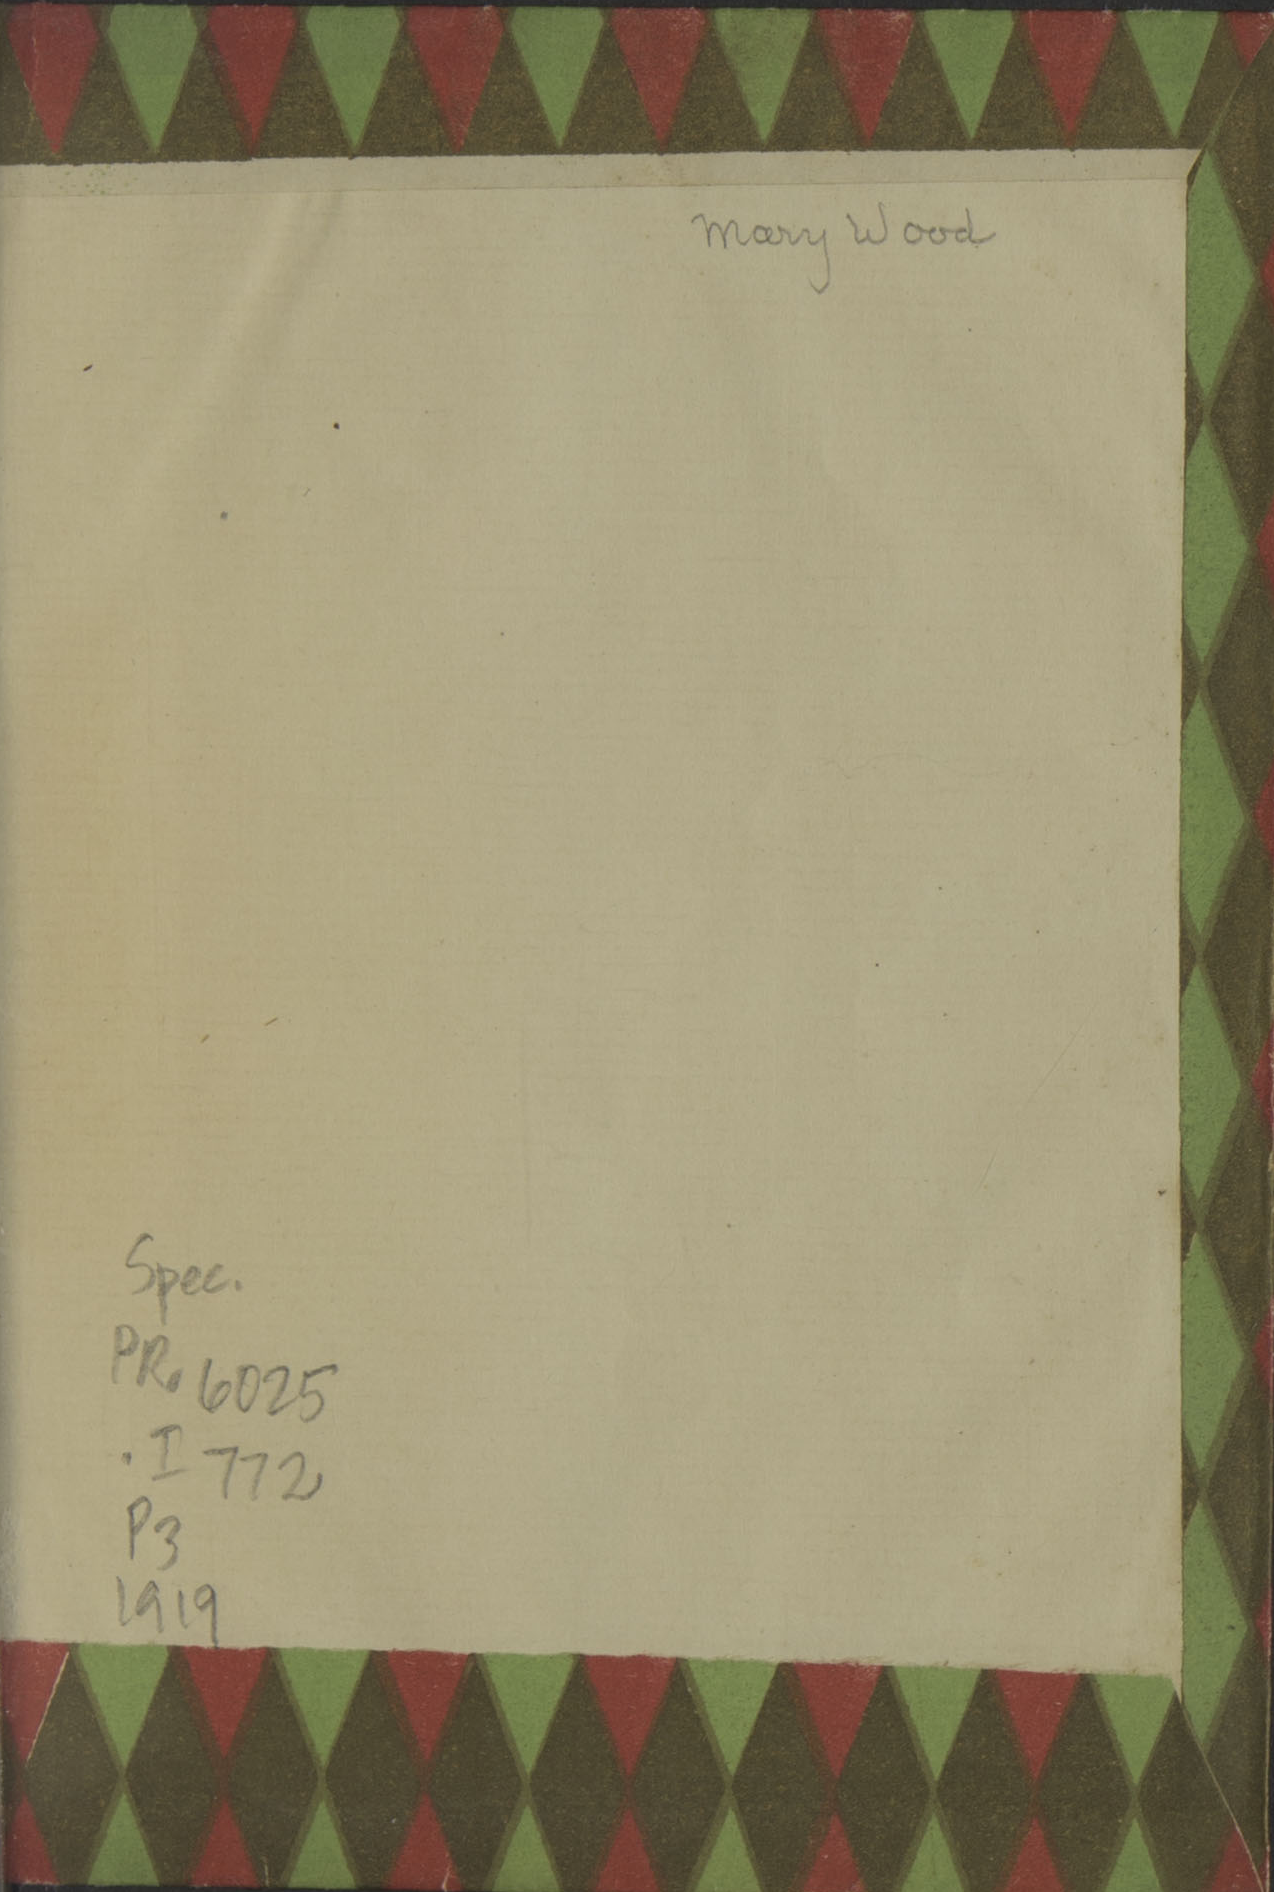 Mary Wood
Spec.
PR. 6025
. I 772
P3
1919